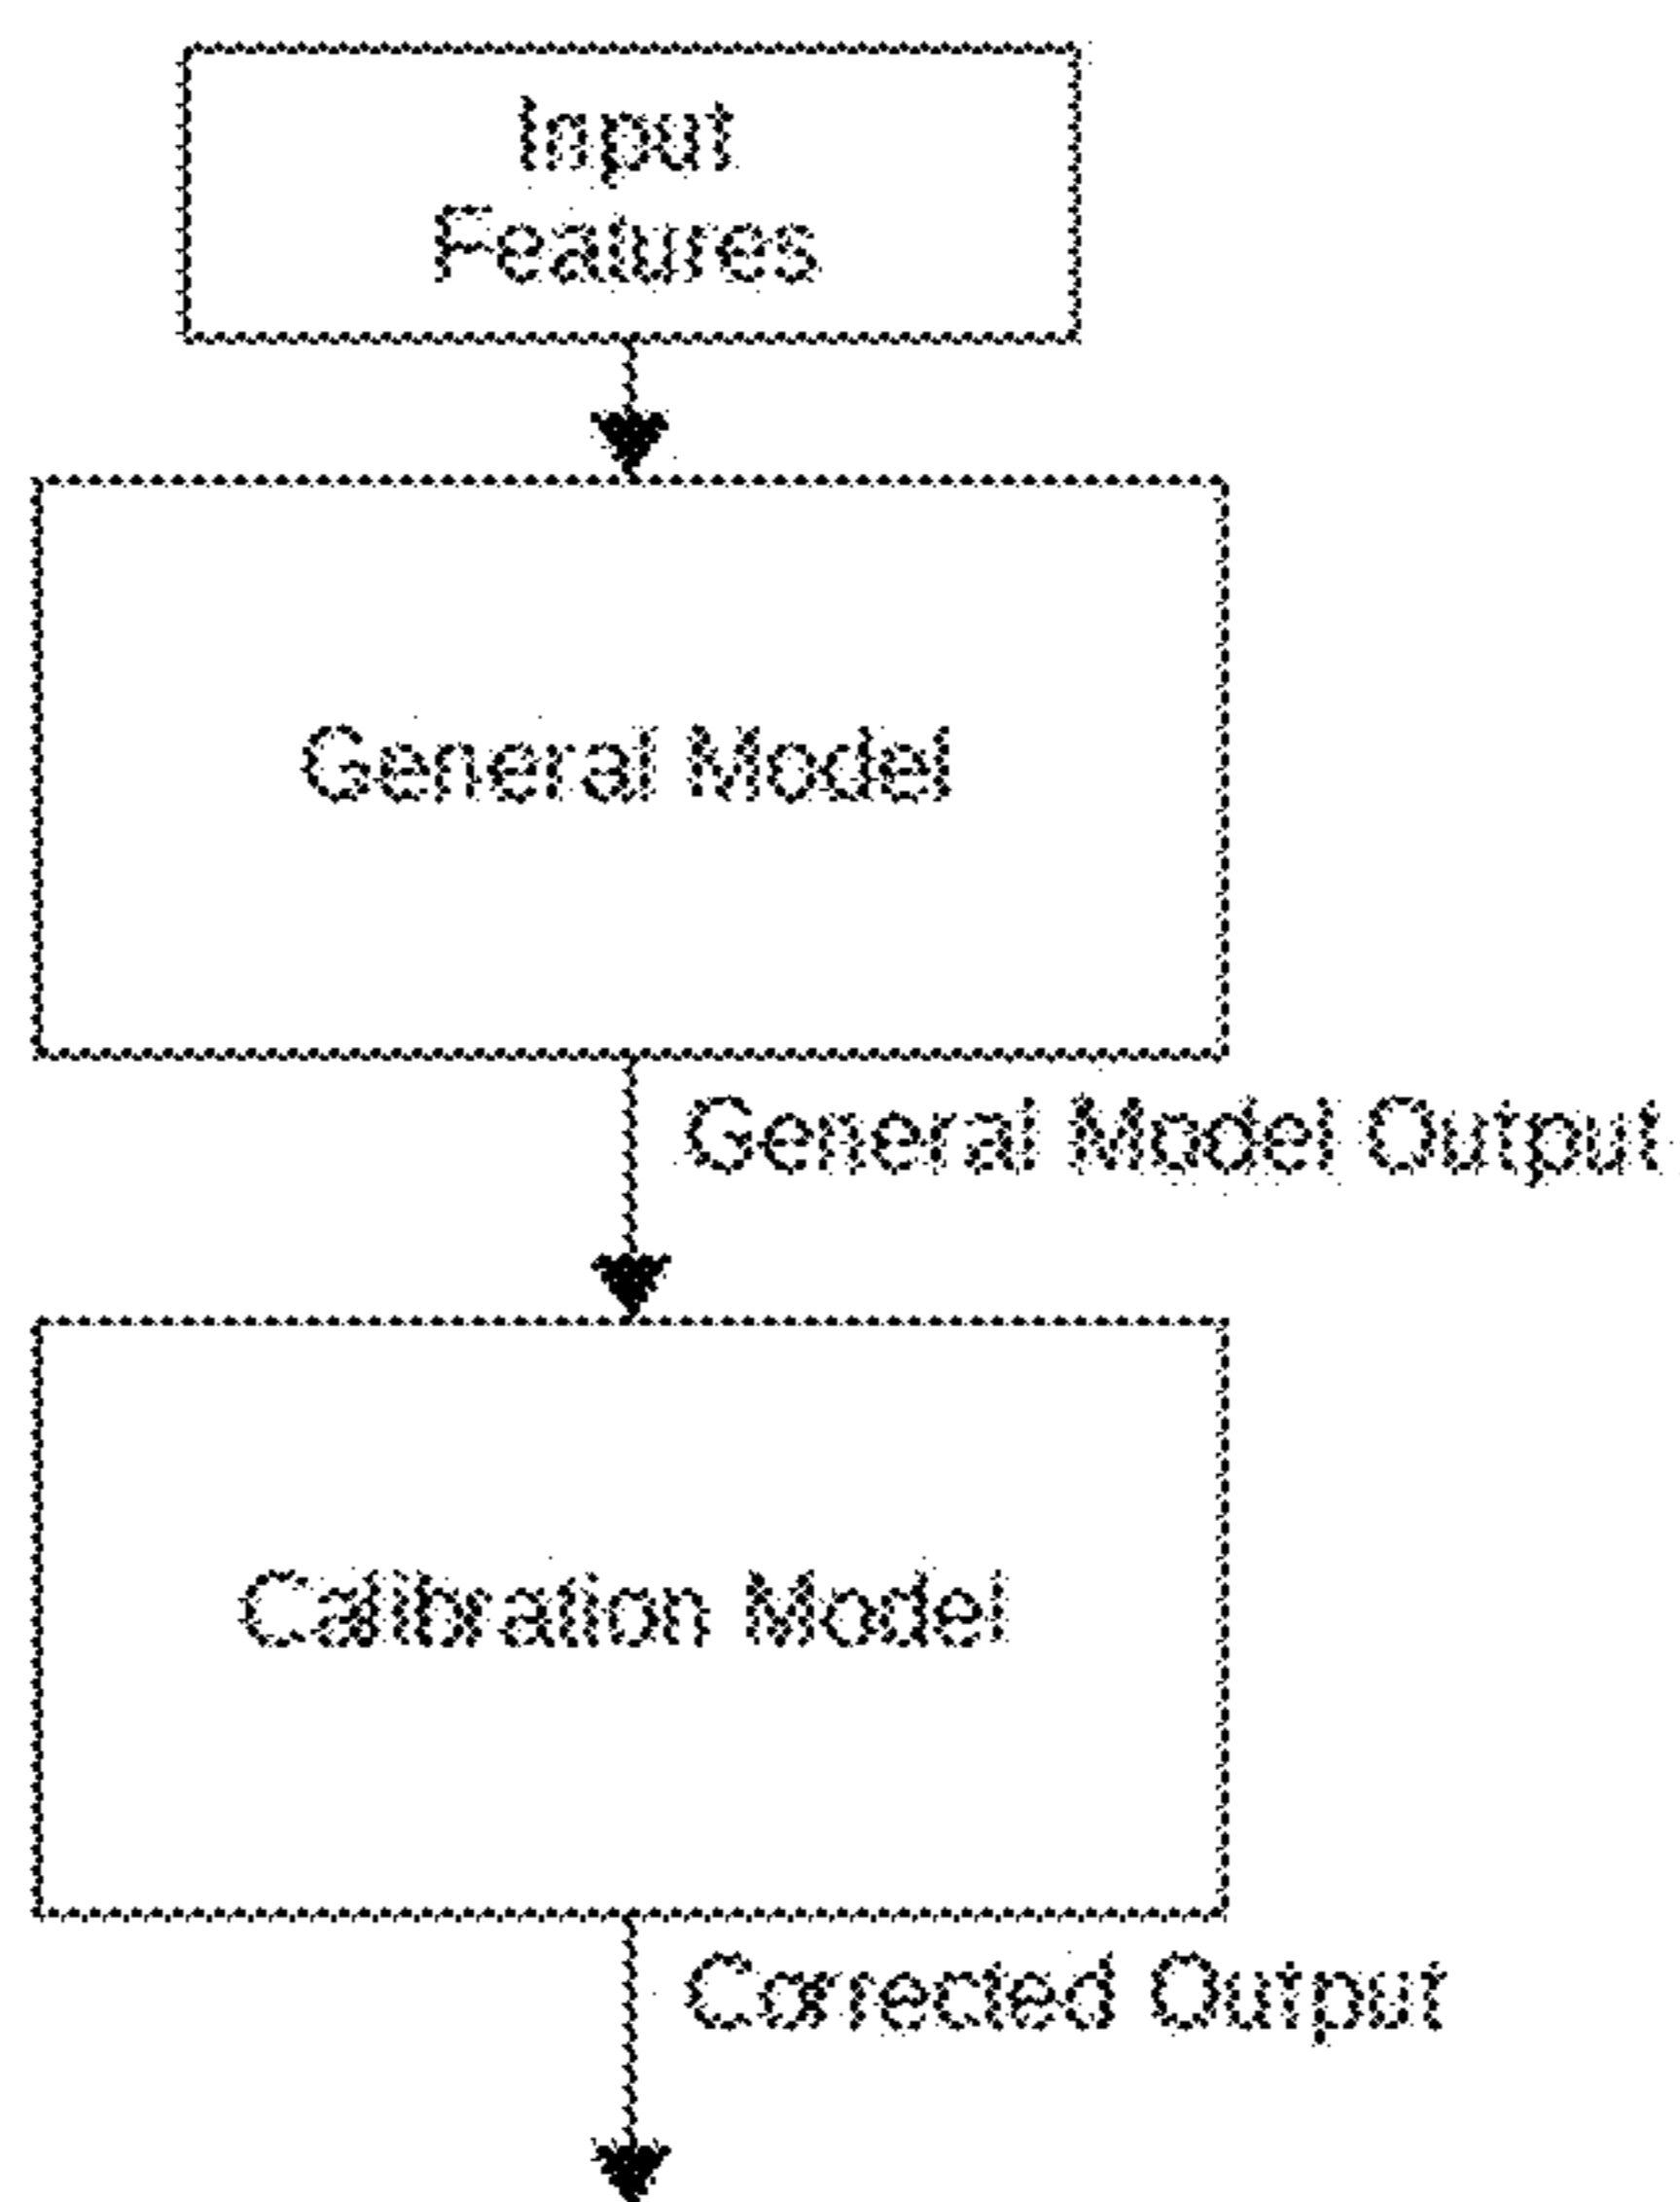 Input
Features
General Model
General Model Output
Calibration Model
Corrected Output